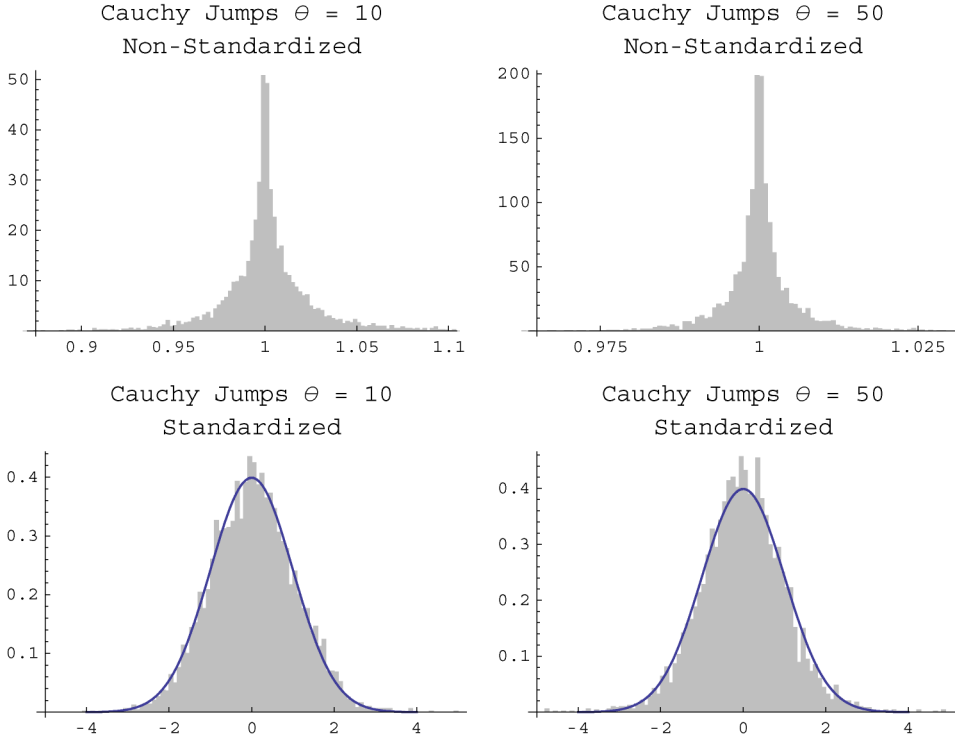 Cauchy Jumps θ = 10
Non-Standardized
50
40
30
20
10
0.9 0.95 1 1.05 1.1
Cauchy Jumps θ = 50
Non-Standardized
200
150
100
50
0.975 1 1.025
Cauchy Jumps θ = 10
Standardized
0.4
0.3
0.2
0.1
-4 -2 0 2 4
Cauchy Jumps θ = 50
Standardized
0.4
0.3
0.2
0.1
-4 -2 0 2 4